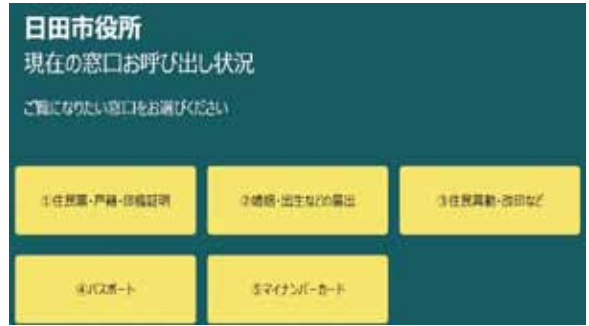 日田市役所
現在の窓口お呼び出し状況
ご覧になりたい窓口をお選びください
①住民票・戸籍・印鑑証明
②婚姻・出生などの届出
③住民異動・改印など
④パスポート
⑤マイナンバーカード